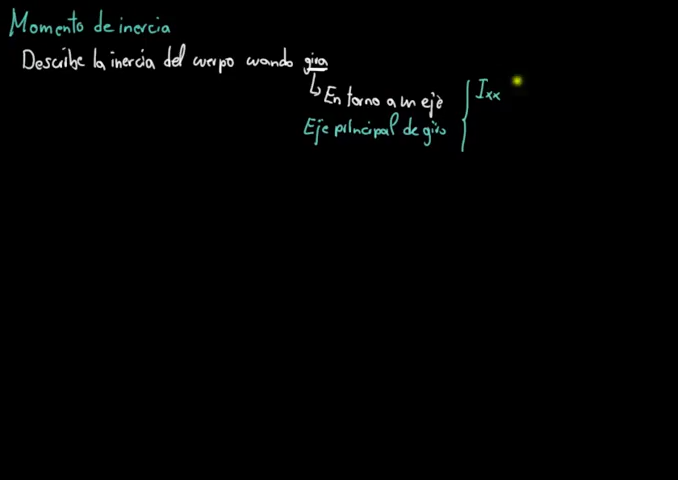 Momento de inercia
Describe la inercia del cuerpo cuando gira
En torno a un eje
Eje principal de giro
Ixx